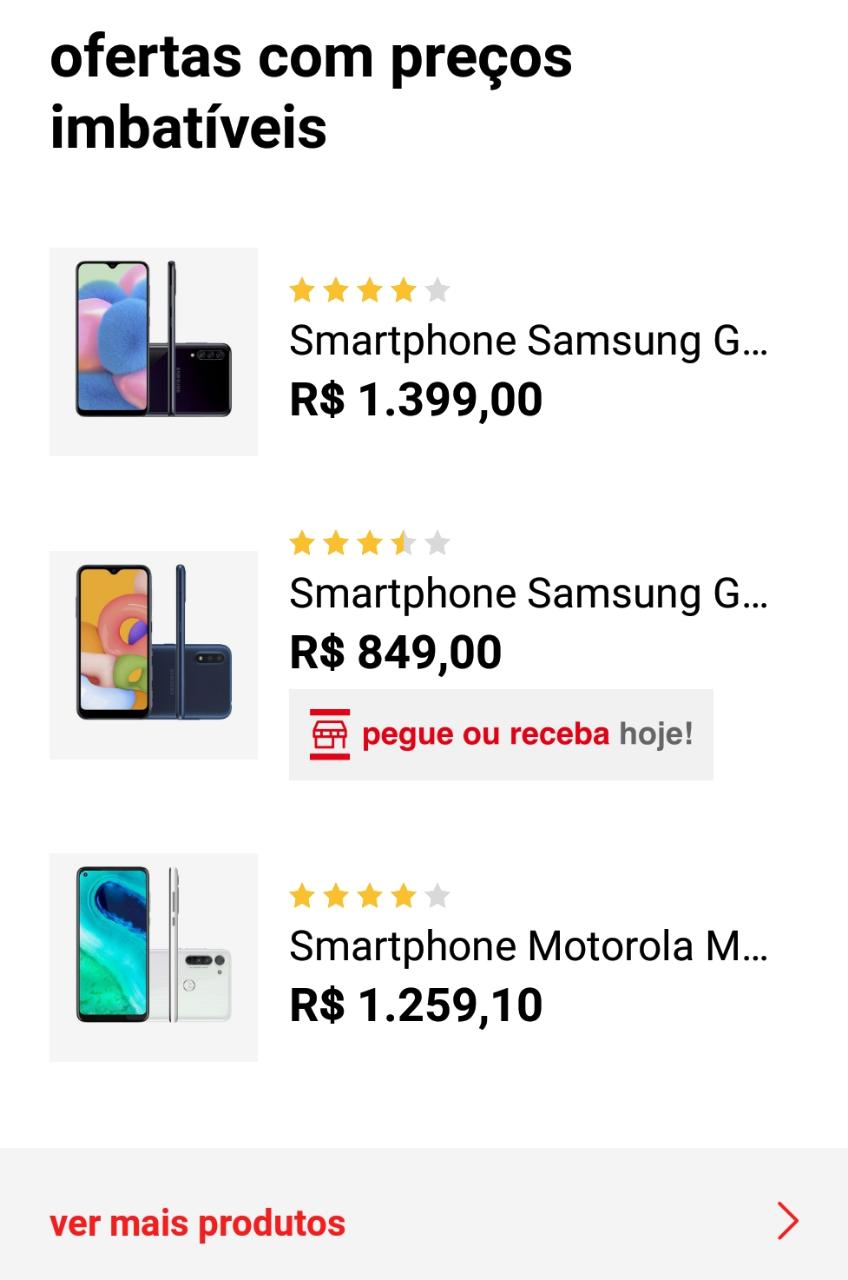 ofertas com preços
imbatíveis
Smartphone Samsung G...
R$ 1.399,00
Smartphone Samsung G...
R$ 849,00
pegue ou receba hoje!
Smartphone Motorola M...
R$ 1.259,10
ver mais produtos